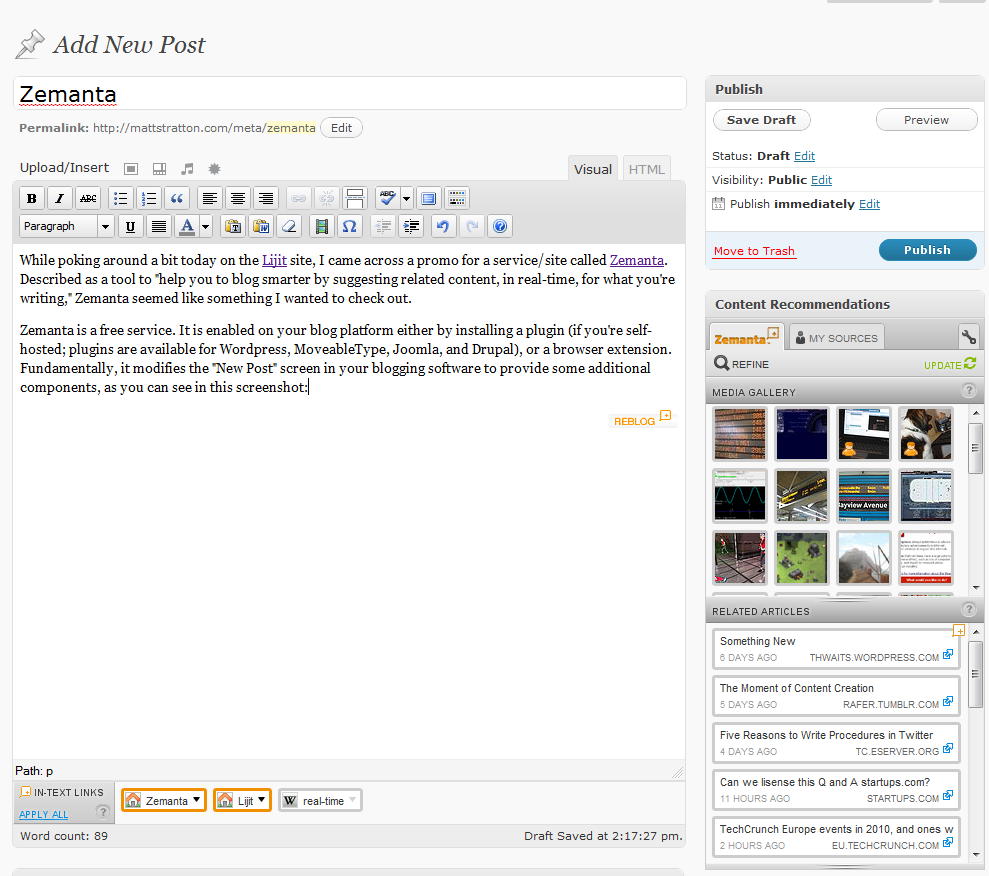 Add New Post
Zemanta
Permalink: http://mattstratton.com/meta/zemanta Edit
Upload/Insert
Visual HTML
B I ABC ABC
Paragraph U A Ω
While poking around a bit today on the Lijit site, I came across a promo for a service/site called Zemanta.
Described as a tool to "help you to blog smarter by suggesting related content, in real-time, for what you're
writing," Zemanta seemed like something I wanted to check out.
Zemanta is a free service. It is enabled on your blog platform either by installing a plugin (if you're self-
hosted; plugins are available for Wordpress, MoveableType, Joomla, and Drupal), or a browser extension.
Fundamentally, it modifies the "New Post" screen in your blogging software to provide some additional
components, as you can see in this screenshot:
REBLOG
Path: p
IN-TEXT LINKS
APPLY ALL ?
Zemanta Lijit W real-time
Word count: 89 Draft Saved at 2:17:27 pm.
Publish
Save Draft Preview
Status: Draft Edit
Visibility: Public Edit
Publish immediately Edit
Move to Trash Publish
Content Recommendations
Zemanta MY SOURCES
REFINE UPDATE
MEDIA GALLERY ?
ayview Avenue
RELATED ARTICLES ?
Something New
6 DAYS AGO THWAITS.WORDPRESS.COM
The Moment of Content Creation
5 DAYS AGO RAFER.TUMBLR.COM
Five Reasons to Write Procedures in Twitter
4 DAYS AGO TC.ESERVER.ORG
Can we lisense this Q and A startups.com?
11 HOURS AGO STARTUPS.COM
TechCrunch Europe events in 2010, and ones w
2 HOURS AGO EU.TECHCRUNCH.COM